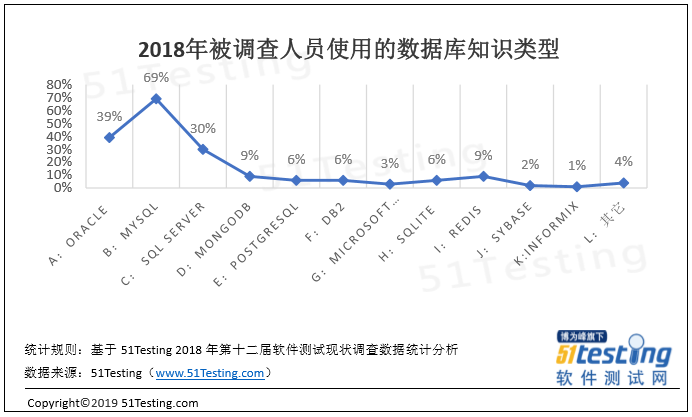 2018年被调查人员使用的数据库知识类型
80%
70%
60%
50%
40%
30%
20%
10%
0%
39%
69%
30%
9%
6%
6%
3%
6%
9%
2%
1%
4%
A：ORACLE
B：MYSQL
C： SQL SERVER
D：MONGODB
E：POSTGRESQL
F：DB2
G：MICROSOFT…
H：SQLITE
I：REDIS
J：SYBASE
K:INFORMIX
L：其它
51Testing
51Testing
51Testing
统计规则：基于 51Testing 2018 年第十二届软件测试现状调查数据统计分析
数据来源：51Testing（www.51Testing.com）
博为峰旗下
51testing
软件测试网
Copyright©2019 51Testing.com